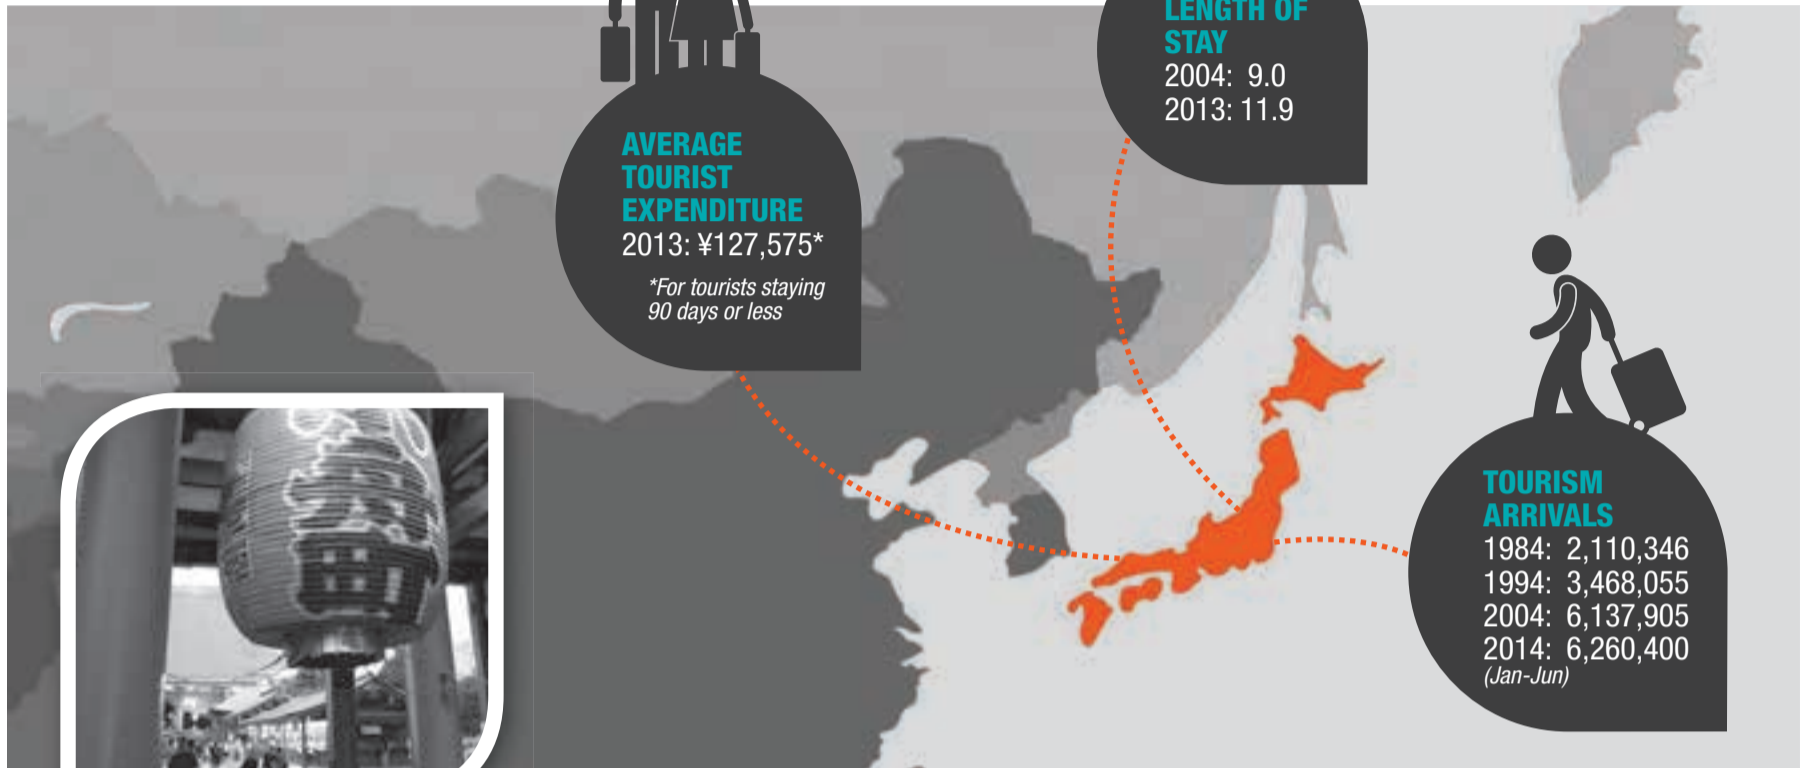 LENGTH OF
STAY
2004: 9.0
2013: 11.9
AVERAGE
TOURIST
EXPENDITURE
2013: ¥127,575*
*For tourists staying
90 days or less
TOURISM
ARRIVALS
1984: 2,110,346
1994: 3,468,055
2004: 6,137,905
2014: 6,260,400
(Jan-Jun)